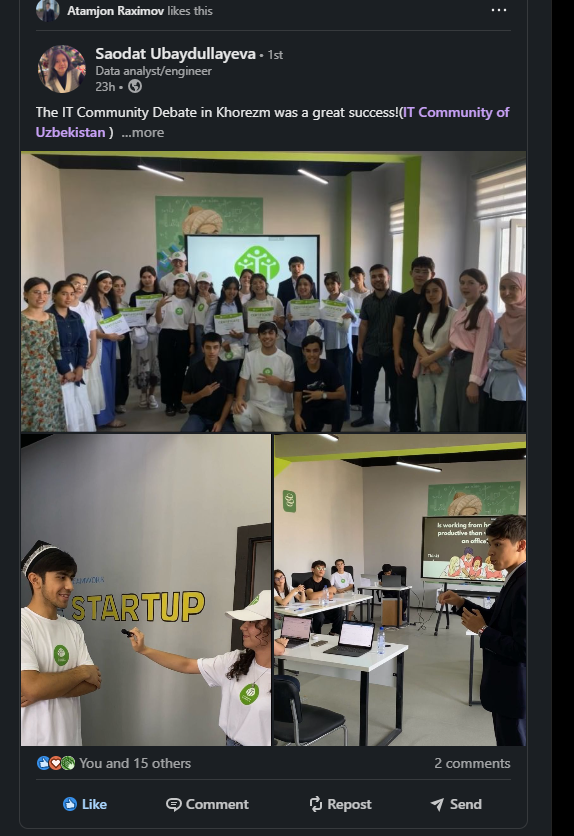 Atamjon Raximov likes this
Saodat Ubaydullayeva • 1st
Data analyst/engineer
23h •
The IT Community Debate in Khorezm was a great success!(IT Community of
Uzbekistan ) ...more
STARTUP
Is working from
productive than
an office
You and 15 others
2 comments
Like
Comment
Repost
Send